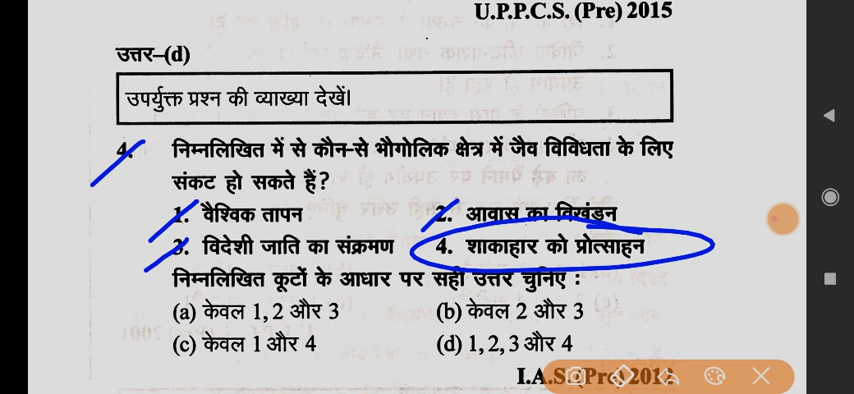 U.P.P.C.S. (Pre) 2015
उत्तर–(d)
उपर्युक्त प्रश्न की व्याख्या देखें।
4. निम्नलिखित में से कौन-से भौगोलिक क्षेत्र में जैव विविधता के लिए
संकट हो सकते हैं?
1. वैश्विक तापन 2. आवास का विखंडन
3. विदेशी जाति का संक्रमण 4. शाकाहार को प्रोत्साहन
निम्नलिखित कूटों के आधार पर सही उत्तर चुनिए :
(a) केवल 1, 2 और 3 (b) केवल 2 और 3
(c) केवल 1 और 4 (d) 1, 2, 3 और 4
I.A.S. (Pre) 2012